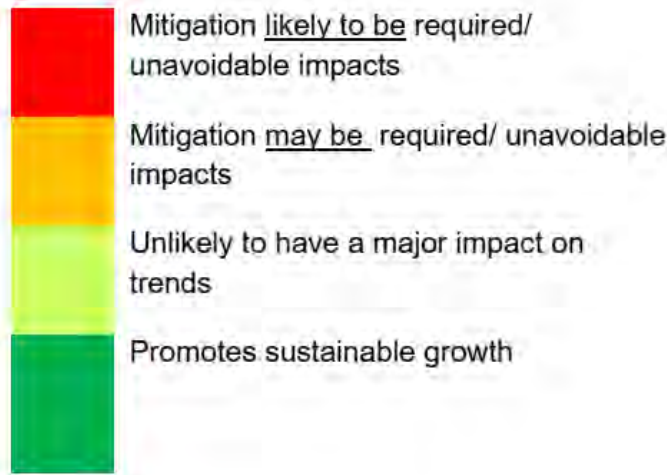 Mitigation likely to be required/
unavoidable impacts
Mitigation may be required/ unavoidable
impacts
Unlikely to have a major impact on
trends
Promotes sustainable growth